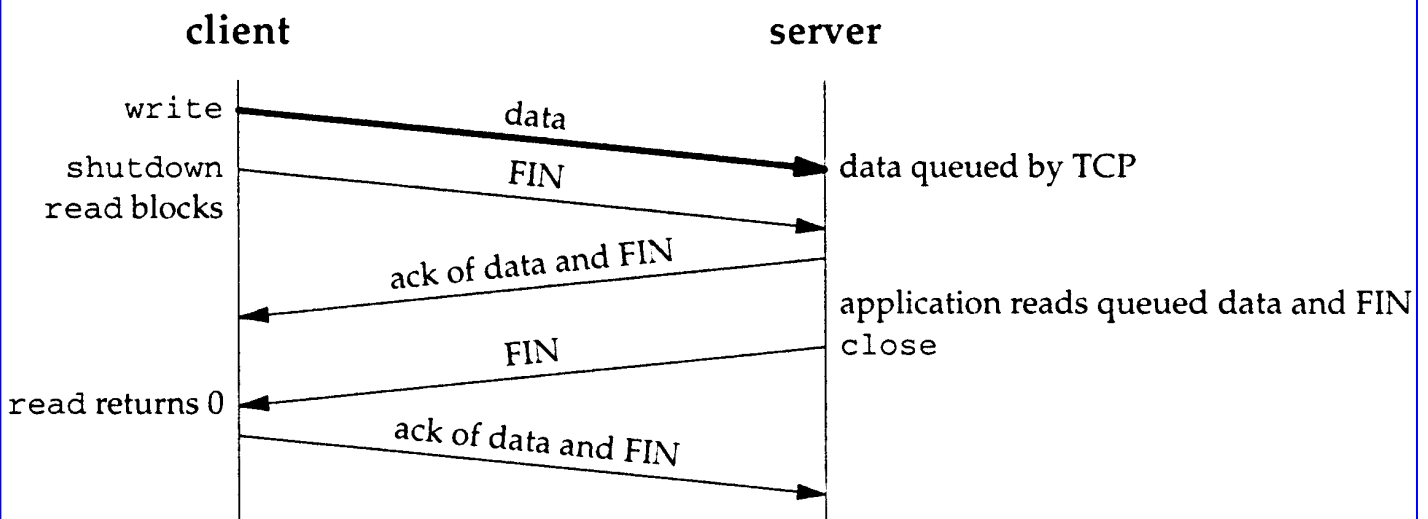 client server
write data
shutdown FIN data queued by TCP
read blocks
ack of data and FIN
application reads queued data and FIN
FIN close
read returns 0
ack of data and FIN